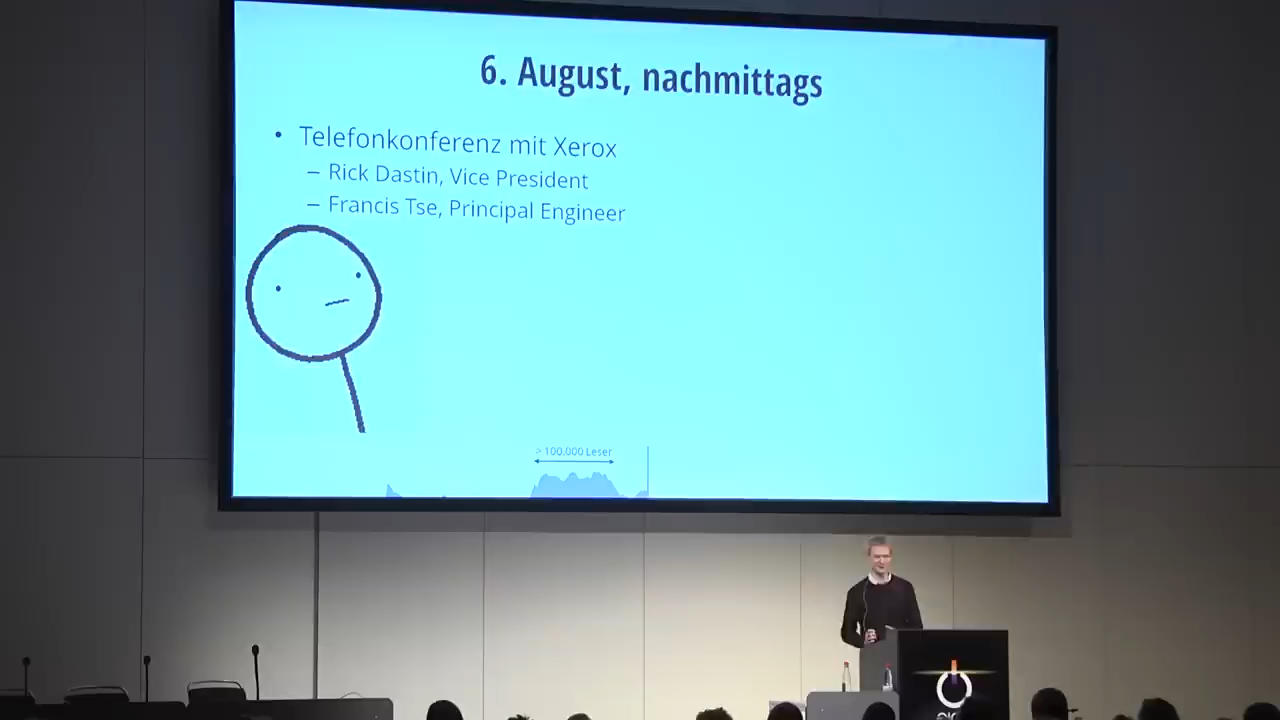 6. August, nachmittags
• Telefonkonferenz mit Xerox
– Rick Dastin, Vice President
– Francis Tse, Principal Engineer
> 100.000 Leser